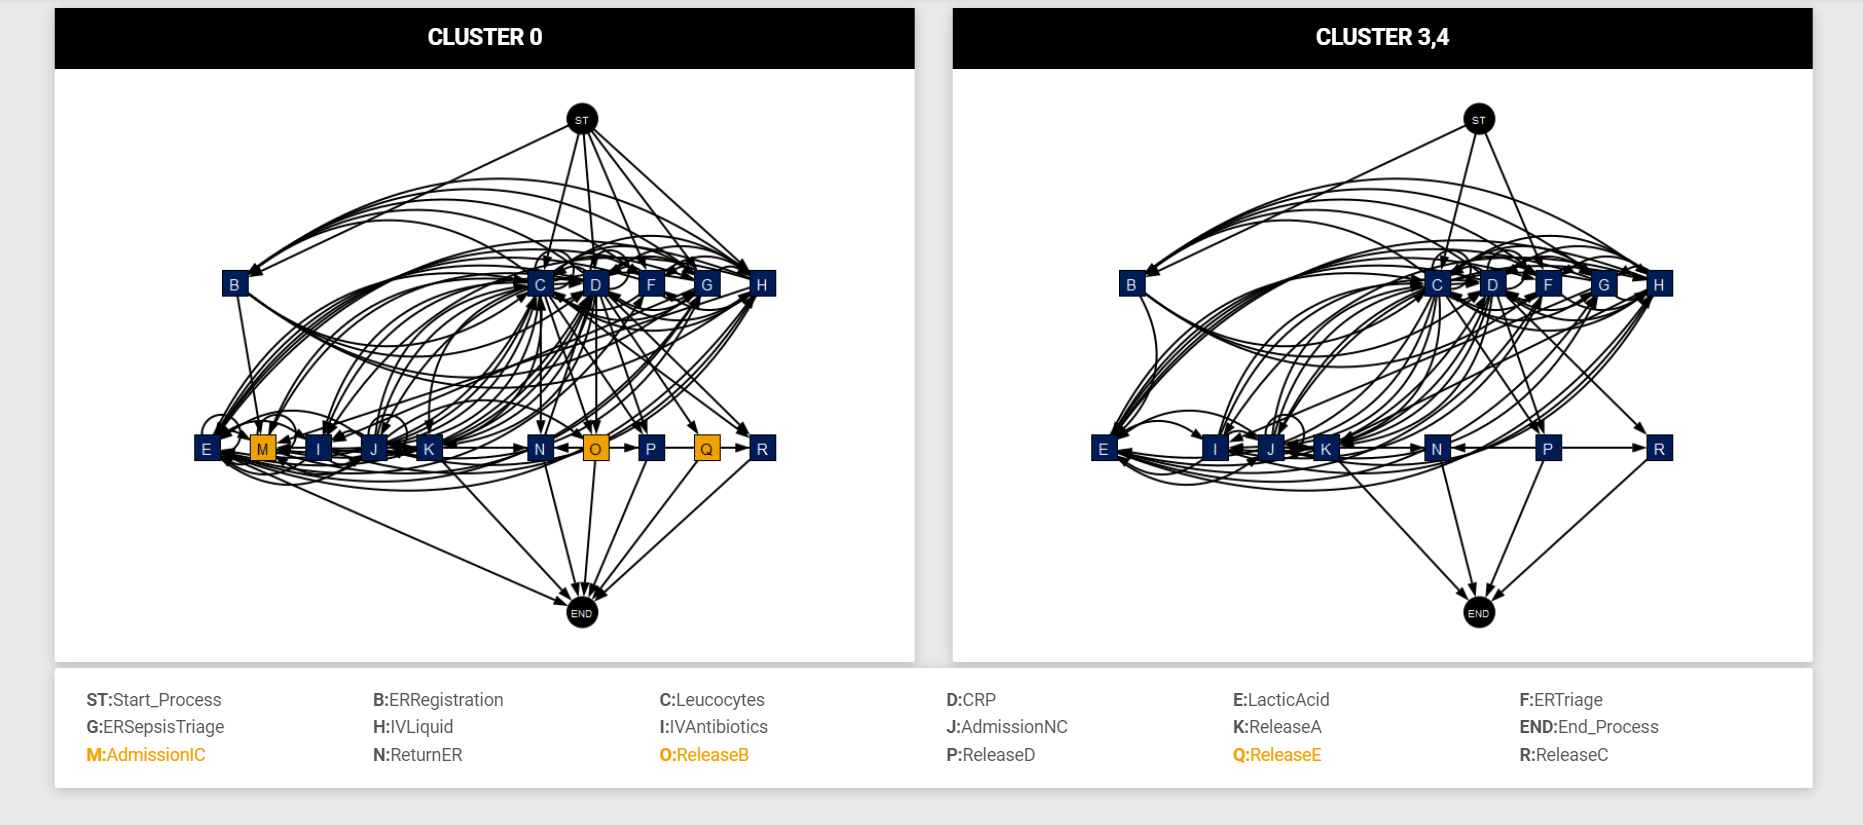 CLUSTER 0
CLUSTER 3,4
ST
ST
B C D F G H
B C D F G H
E M I J K N O P Q R
E I J K N P R
END
END
ST:Start_Process B:ERRegistration C:Leucocytes D:CRP E:LacticAcid F:ERTriage
G:ERSepsisTriage H:IVLiquid I:IVAntibiotics J:AdmissionNC K:ReleaseA END:End_Process
M:AdmissionIC N:ReturnER O:ReleaseB P:ReleaseD Q:ReleaseE R:ReleaseC